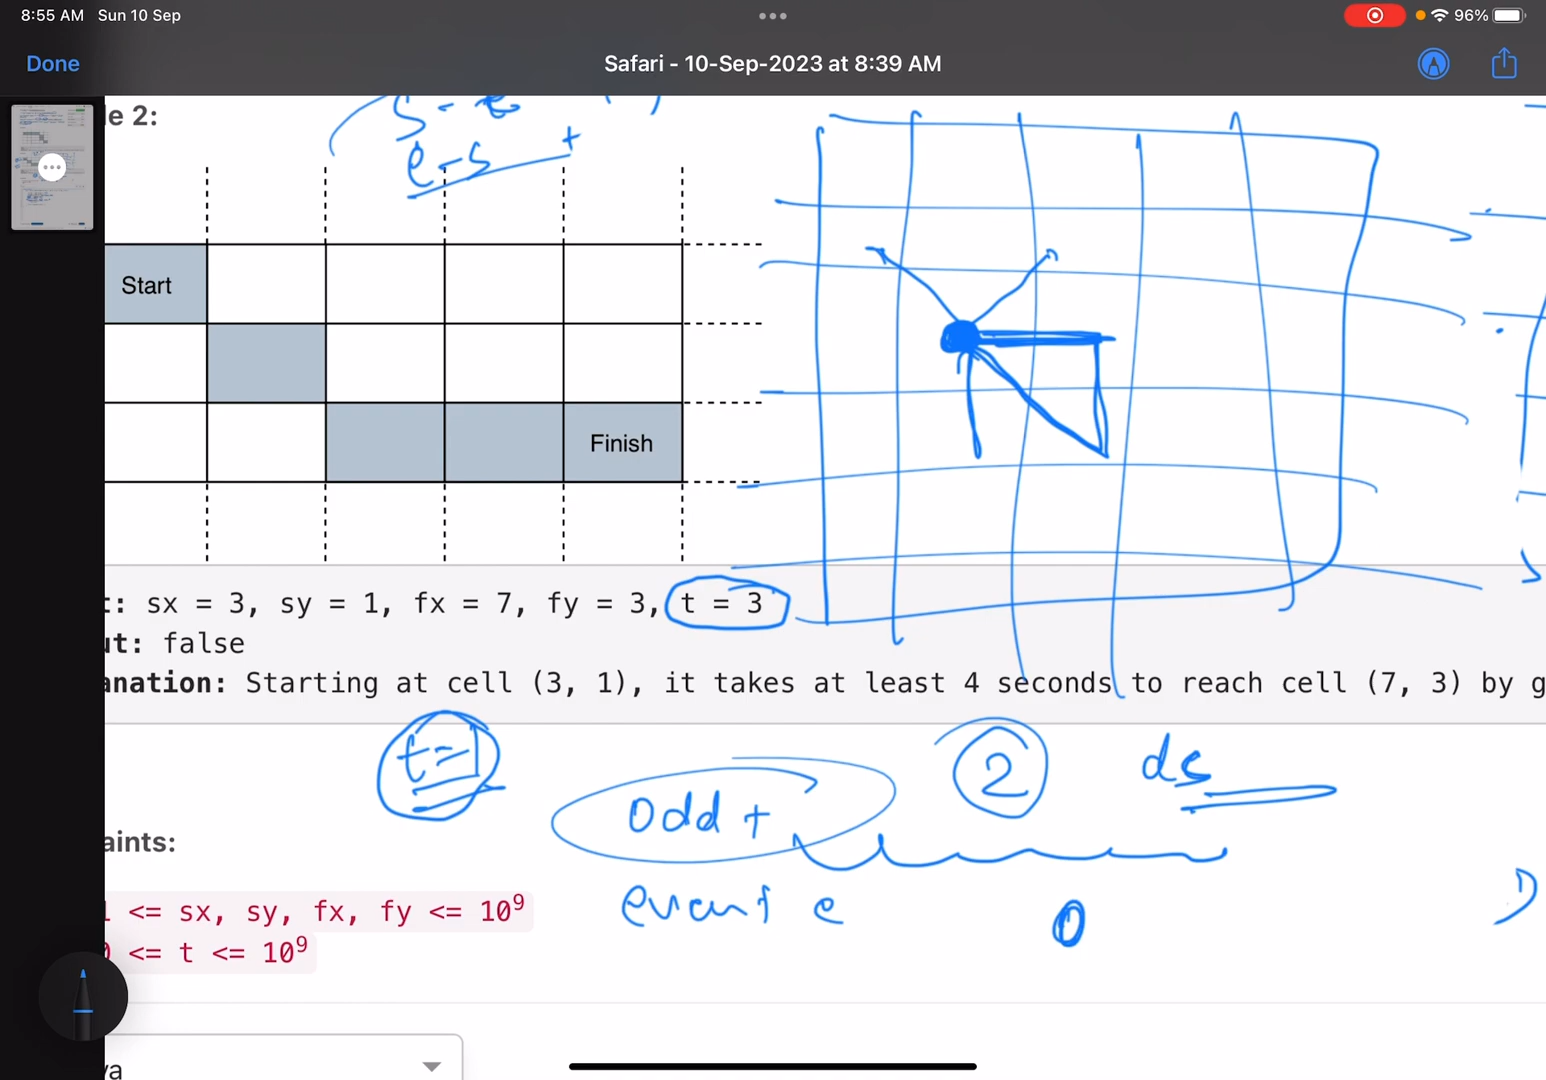 8:55 AM Sun 10 Sep
96%
Done
Safari - 10-Sep-2023 at 8:39 AM
e 2:
e-s
+
Start
Finish
t: sx = 3, sy = 1, fx = 7, fy = 3, t = 3
ut: false
anation: Starting at cell (3, 1), it takes at least 4 seconds to reach cell (7, 3) by g
t=1
2
odd +
aints:
1 <= sx, sy, fx, fy <= 10⁹
0
0 <= t <= 10⁹
va